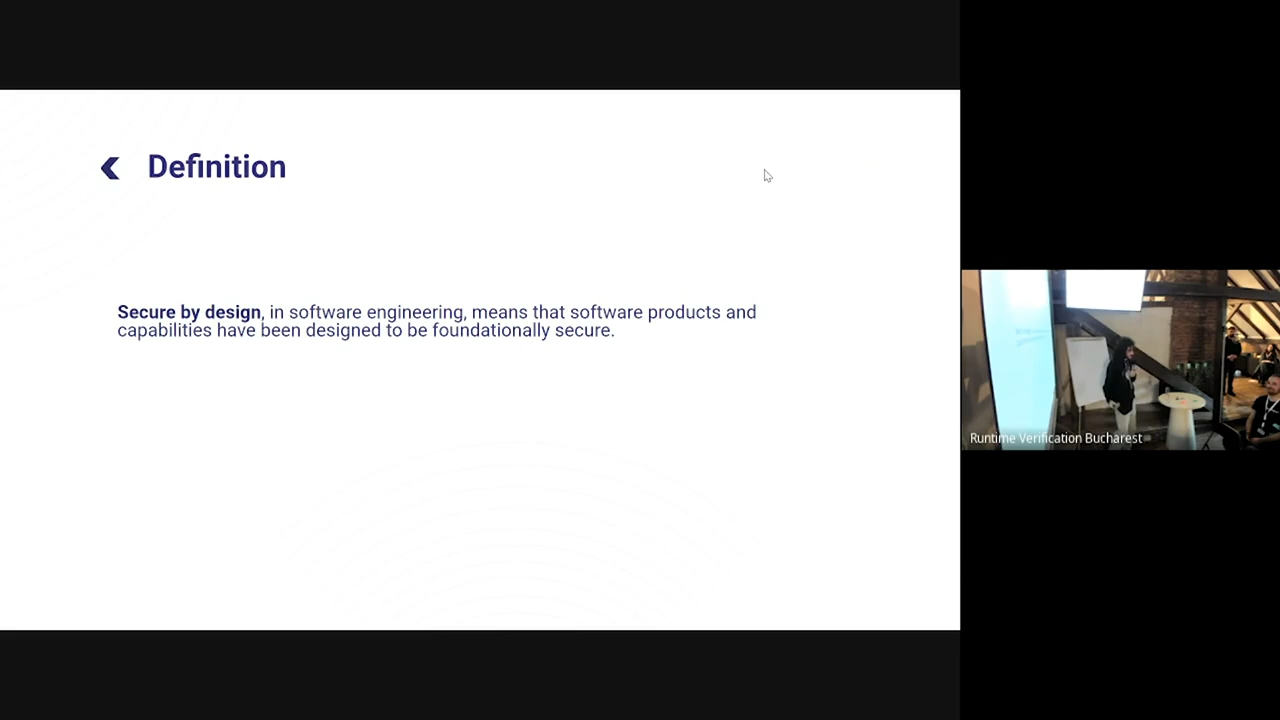 Definition
Secure by design, in software engineering, means that software products and
capabilities have been designed to be foundationally secure.
Runtime Verification Bucharest